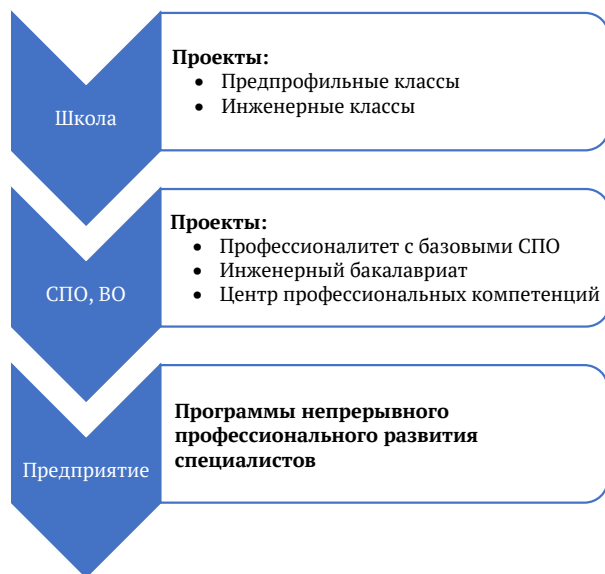 Школа
Проекты:
• Предпрофильные классы
• Инженерные классы
СПО, ВО
Проекты:
• Профессионалитет с базовыми СПО
• Инженерный бакалавриат
• Центр профессиональных компетенций
Предприятие
Программы непрерывного
профессионального развития
специалистов